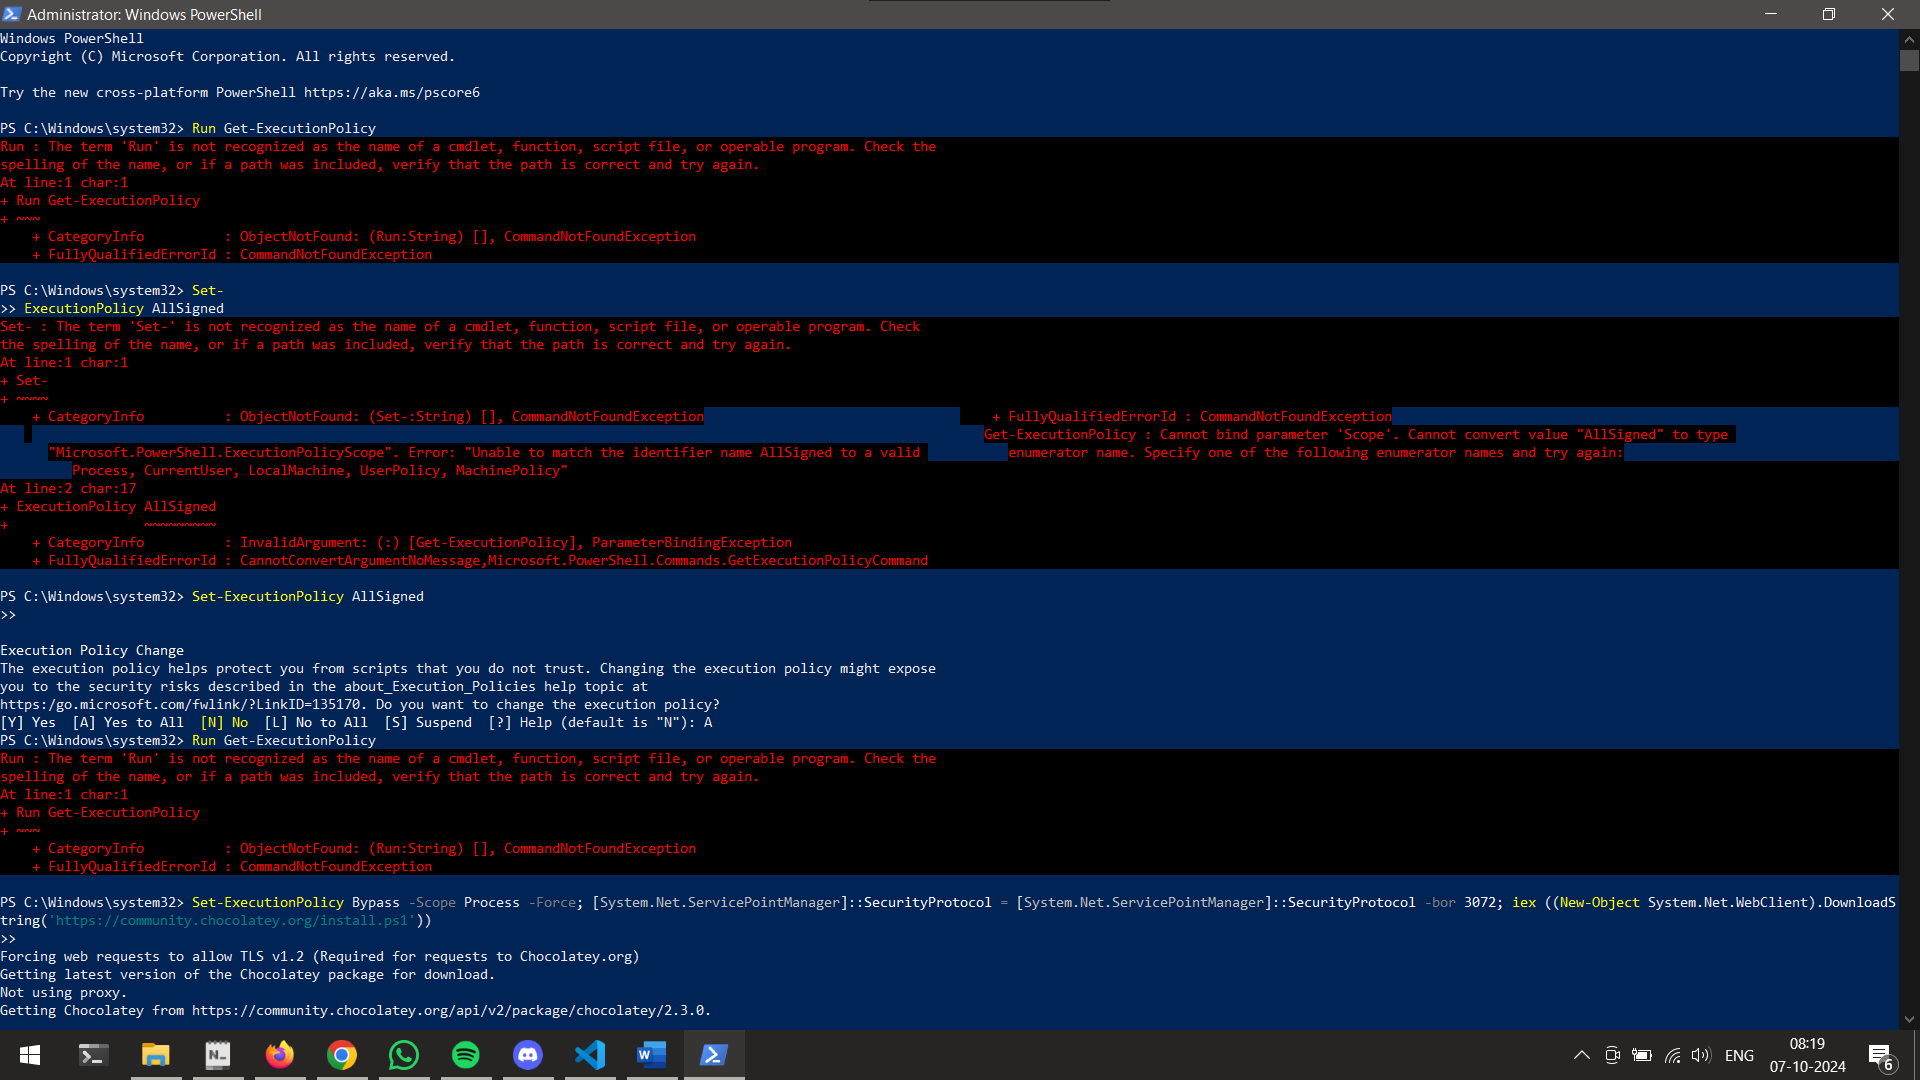 Administrator: Windows PowerShell
Windows PowerShell
Copyright (C) Microsoft Corporation. All rights reserved.
Try the new cross-platform PowerShell https://aka.ms/pscore6
PS C:\Windows\system32> Run Get-ExecutionPolicy
Run : The term 'Run' is not recognized as the name of a cmdlet, function, script file, or operable program. Check the
spelling of the name, or if a path was included, verify that the path is correct and try again.
At line:1 char:1
+ Run Get-ExecutionPolicy
+ ~~~
    + CategoryInfo          : ObjectNotFound: (Run:String) [], CommandNotFoundException
    + FullyQualifiedErrorId : CommandNotFoundException
PS C:\Windows\system32> Set-
>> ExecutionPolicy AllSigned
Set- : The term 'Set-' is not recognized as the name of a cmdlet, function, script file, or operable program. Check
the spelling of the name, or if a path was included, verify that the path is correct and try again.
At line:1 char:1
+ Set-
+ ~~~~
    + CategoryInfo          : ObjectNotFound: (Set-:String) [], CommandNotFoundException    + FullyQualifiedErrorId : CommandNotFoundException
Get-ExecutionPolicy : Cannot bind parameter 'Scope'. Cannot convert value "AllSigned" to type
"Microsoft.PowerShell.ExecutionPolicyScope". Error: "Unable to match the identifier name AllSigned to a valid enumerator name. Specify one of the following enumerator names and try again:
Process, CurrentUser, LocalMachine, UserPolicy, MachinePolicy"
At line:2 char:17
+ ExecutionPolicy AllSigned
+                 ~~~~~~~~~
    + CategoryInfo          : InvalidArgument: (:) [Get-ExecutionPolicy], ParameterBindingException
    + FullyQualifiedErrorId : CannotConvertArgumentNoMessage,Microsoft.PowerShell.Commands.GetExecutionPolicyCommand
PS C:\Windows\system32> Set-ExecutionPolicy AllSigned
>>
Execution Policy Change
The execution policy helps protect you from scripts that you do not trust. Changing the execution policy might expose
you to the security risks described in the about_Execution_Policies help topic at
https:/go.microsoft.com/fwlink/?LinkID=135170. Do you want to change the execution policy?
[Y] Yes  [A] Yes to All  [N] No  [L] No to All  [S] Suspend  [?] Help (default is "N"): A
PS C:\Windows\system32> Run Get-ExecutionPolicy
Run : The term 'Run' is not recognized as the name of a cmdlet, function, script file, or operable program. Check the
spelling of the name, or if a path was included, verify that the path is correct and try again.
At line:1 char:1
+ Run Get-ExecutionPolicy
+ ~~~
    + CategoryInfo          : ObjectNotFound: (Run:String) [], CommandNotFoundException
    + FullyQualifiedErrorId : CommandNotFoundException
PS C:\Windows\system32> Set-ExecutionPolicy Bypass -Scope Process -Force; [System.Net.ServicePointManager]::SecurityProtocol = [System.Net.ServicePointManager]::SecurityProtocol -bor 3072; iex ((New-Object System.Net.WebClient).DownloadS
tring('https://community.chocolatey.org/install.ps1'))
>>
Forcing web requests to allow TLS v1.2 (Required for requests to Chocolatey.org)
Getting latest version of the Chocolatey package for download.
Not using proxy.
Getting Chocolatey from https://community.chocolatey.org/api/v2/package/chocolatey/2.3.0.
ENG
08:19
07-10-2024
6